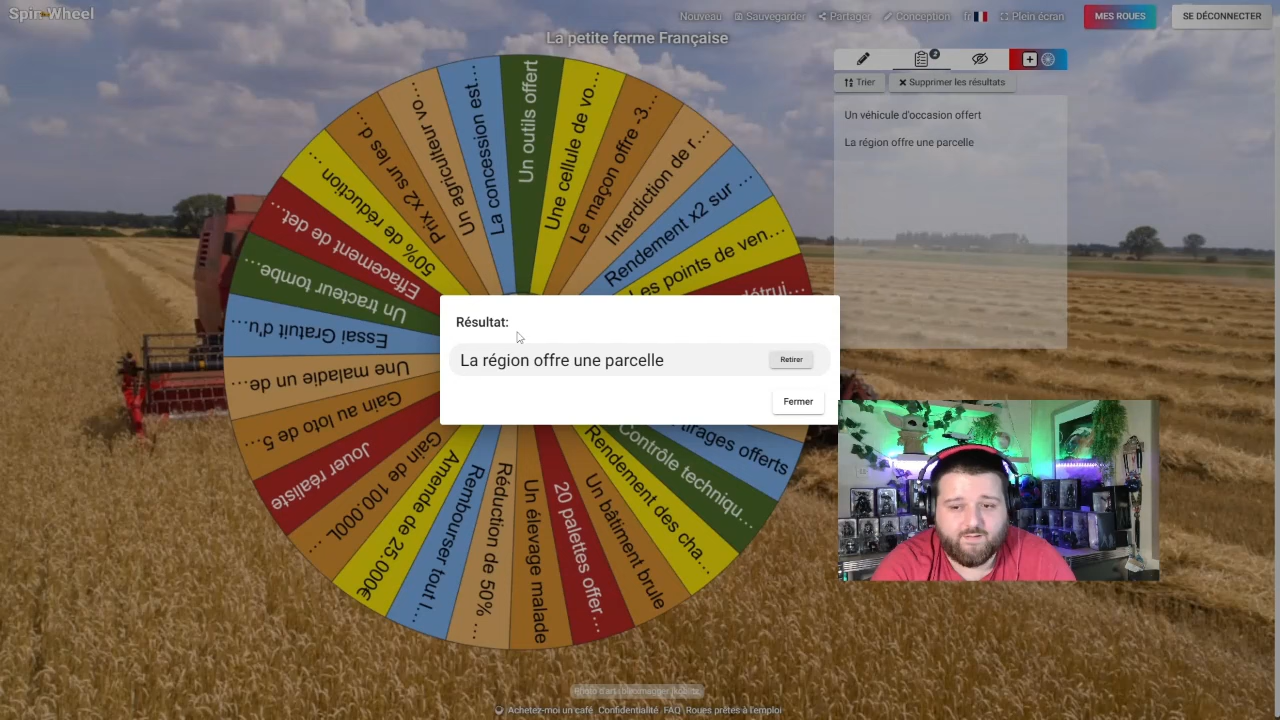 Spin Wheel
Nouveau
Sauvegarder
Partager
Conception
fr
Plein écran
MES ROUES
SE DÉCONNECTER
La petite ferme Française
2
Trier
Supprimer les résultats
Un véhicule d'occasion offert
La région offre une parcelle
Un outils offert
Une cellule de vo...
Le maçon offre -3...
Interdiction de r...
Rendement x2 sur ...
Les points de ven...
détrui...
tirages offerts
Contrôle techniqu...
Rendement des cha...
Un bâtiment brule
20 palettes offer...
Un élevage malade
Réduction de 50% ...
Rembourser tout l...
Amende de 25.000€
Gain de 100.000L ...
Jouer réaliste
Gain au loto de 5...
Une maladie un de...
Essai Gratuit d'u...
Un tracteur tombe...
Effacement de det...
50% de réduction ...
Prix x2 sur les d...
Un agriculteur vo...
La concession est...
Résultat:
La région offre une parcelle
Retirer
Fermer
Achetez-moi un café
Confidentialité
FAQ
Roues prêtes à l'emploi